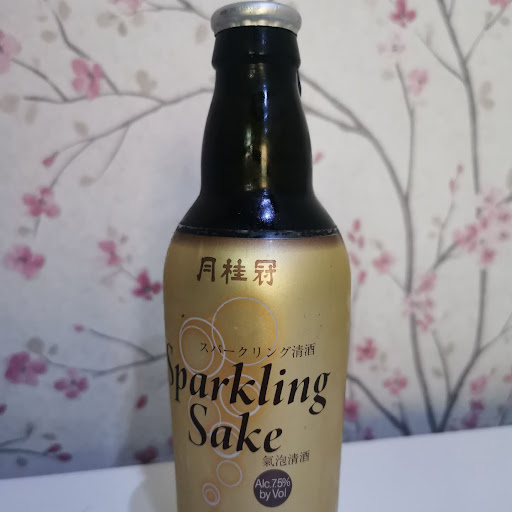 月桂冠
スパークリング清酒
Sparkling
Sake
氣泡清酒
Alc.7.5%
by Vol